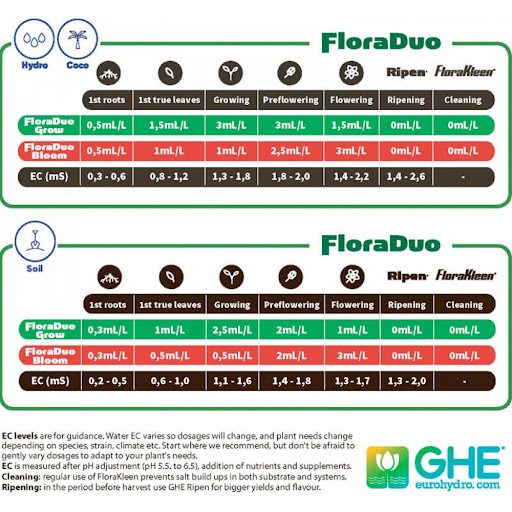 FloraDuo
Hydro Coco
Ripen® FloraKleen®
1st roots 1st true leaves Growing Preflowering Flowering Ripening Cleaning
FloraDuo Grow 0,5mL/L 1,5mL/L 3mL/L 3mL/L 1,5mL/L 0mL/L 0mL/L
FloraDuo Bloom 0,5mL/L 1mL/L 1mL/L 2,5mL/L 3mL/L 0mL/L 0mL/L
EC (mS) 0,3 - 0,6 0,8 - 1,2 1,3 - 1,8 1,8 - 2,0 1,4 - 2,2 1,4 - 2,6 -
FloraDuo
Soil
Ripen® FloraKleen®
1st roots 1st true leaves Growing Preflowering Flowering Ripening Cleaning
FloraDuo Grow 0,3mL/L 1mL/L 2,5mL/L 2mL/L 1mL/L 0mL/L 0mL/L
FloraDuo Bloom 0,3mL/L 0,5mL/L 0,5mL/L 2mL/L 3mL/L 0mL/L 0mL/L
EC (mS) 0,2 - 0,5 0,6 - 1,0 1,1 - 1,6 1,4 - 1,8 1,3 - 1,7 1,3 - 2,0 -
EC levels are for guidance. Water EC varies so dosages will change, and plant needs change
depending on species, strain, climate etc. Start where we recommend, but don't be afraid to
gently vary dosages to adapt to your plant's needs.
EC is measured after pH adjustment (pH 5.5. to 6.5), addition of nutrients and supplements.
Cleaning: regular use of FloraKleen prevents salt build ups in both substrate and systems.
Ripening: in the period before harvest use GHE Ripen for bigger yields and flavour.
GHE®
eurohydro.com